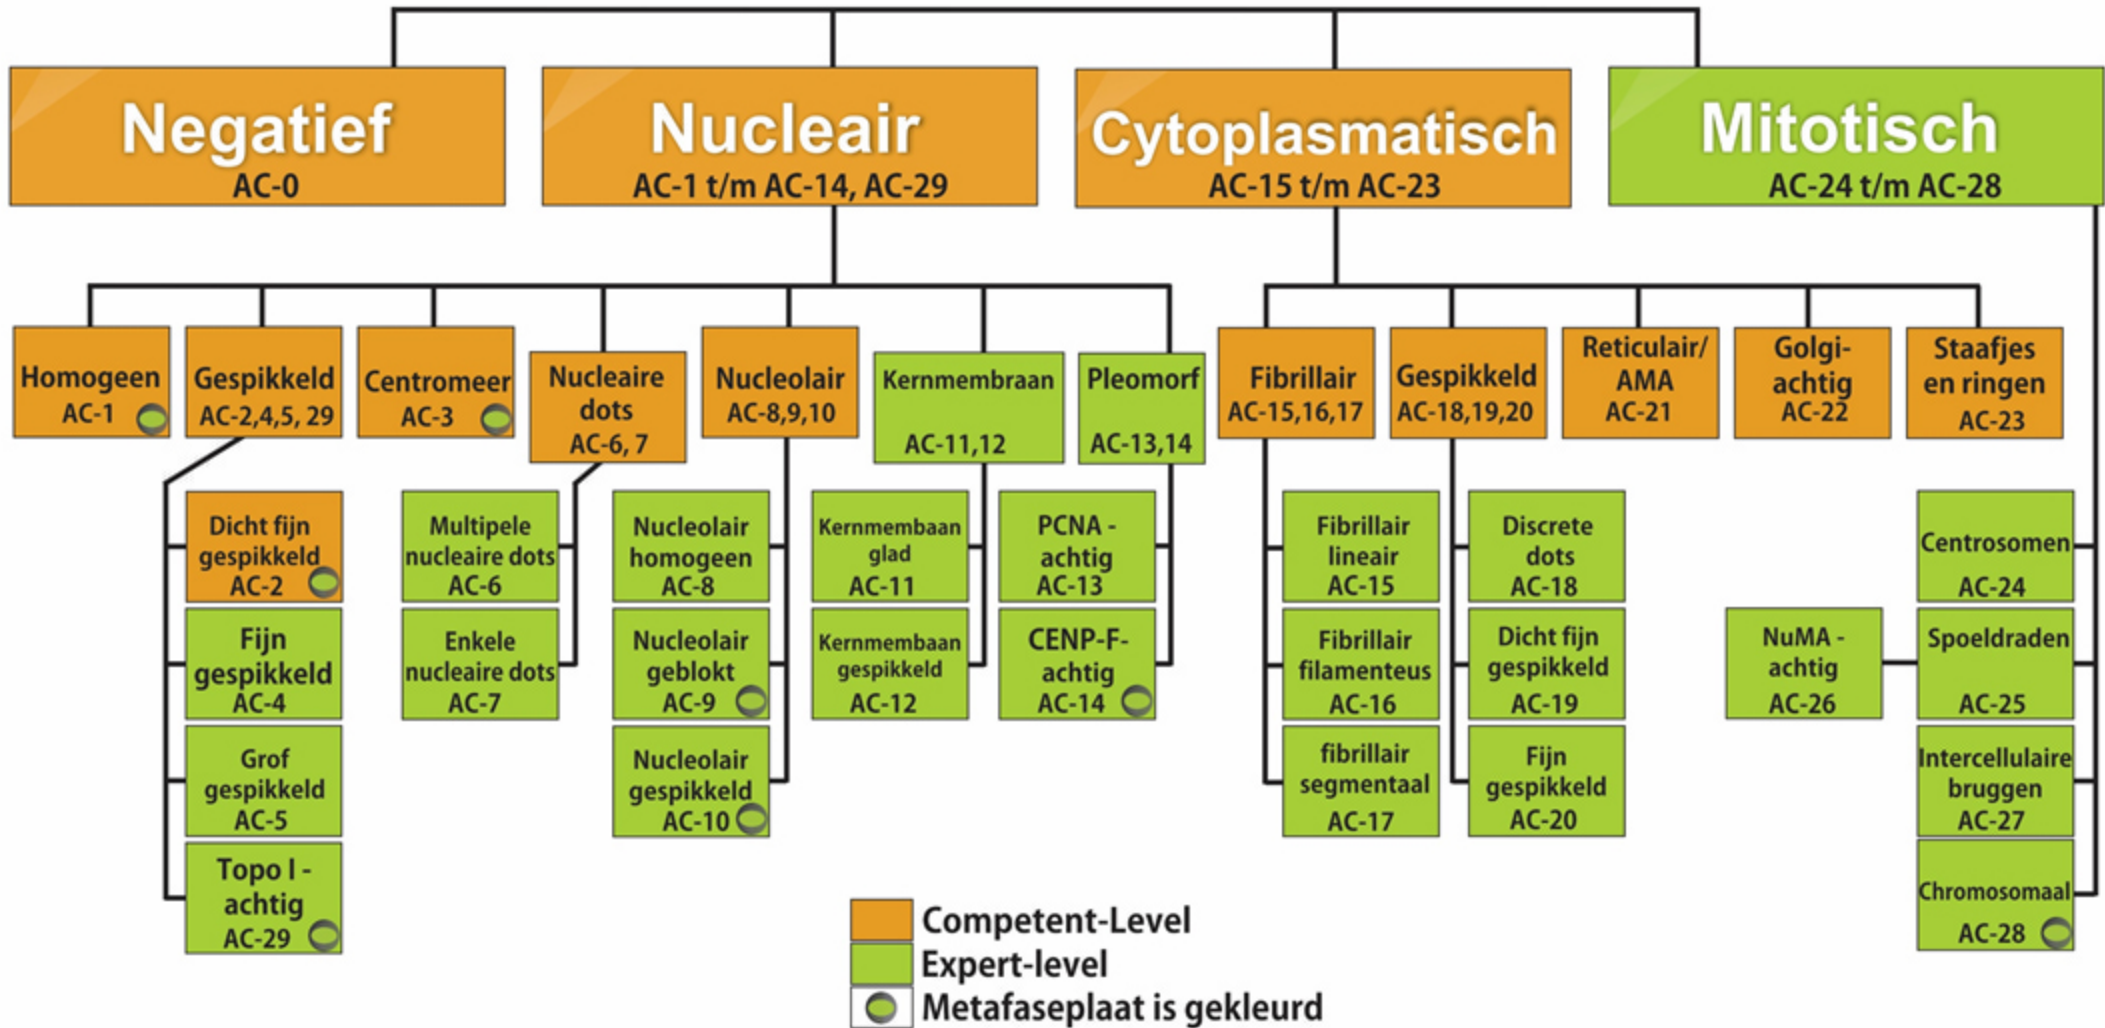 Negatief
AC-0
Nucleair
AC-1 t/m AC-14, AC-29
Cytoplasmatisch
AC-15 t/m AC-23
Mitotisch
AC-24 t/m AC-28
Homogeen
AC-1
Gespikkeld
AC-2,4,5, 29
Centromeer
AC-3
Nucleaire
dots
AC-6, 7
Nucleolair
AC-8,9,10
Kernmembraan
AC-11,12
Pleomorf
AC-13,14
Fibrillair
AC-15,16,17
Gespikkeld
AC-18,19,20
Reticulair/
AMA
AC-21
Golgi-
achtig
AC-22
Staafjes
en ringen
AC-23
Dicht fijn
gespikkeld
AC-2
Fijn
gespikkeld
AC-4
Grof
gespikkeld
AC-5
Topo I -
achtig
AC-29
Multipele
nucleaire dots
AC-6
Enkele
nucleaire dots
AC-7
Nucleolair
homogeen
AC-8
Nucleolair
geblokt
AC-9
Nucleolair
gespikkeld
AC-10
Kernmembaan
glad
AC-11
Kernmembaan
gespikkeld
AC-12
PCNA -
achtig
AC-13
CENP-F-
achtig
AC-14
Fibrillair
lineair
AC-15
Fibrillair
filamenteus
AC-16
fibrillair
segmentaal
AC-17
Discrete
dots
AC-18
Dicht fijn
gespikkeld
AC-19
Fijn
gespikkeld
AC-20
Centrosomen
AC-24
NuMA -
achtig
AC-26
Spoeldraden
AC-25
Intercellulaire
bruggen
AC-27
Chromosomaal
AC-28
Competent-Level
Expert-level
Metafaseplaat is gekleurd